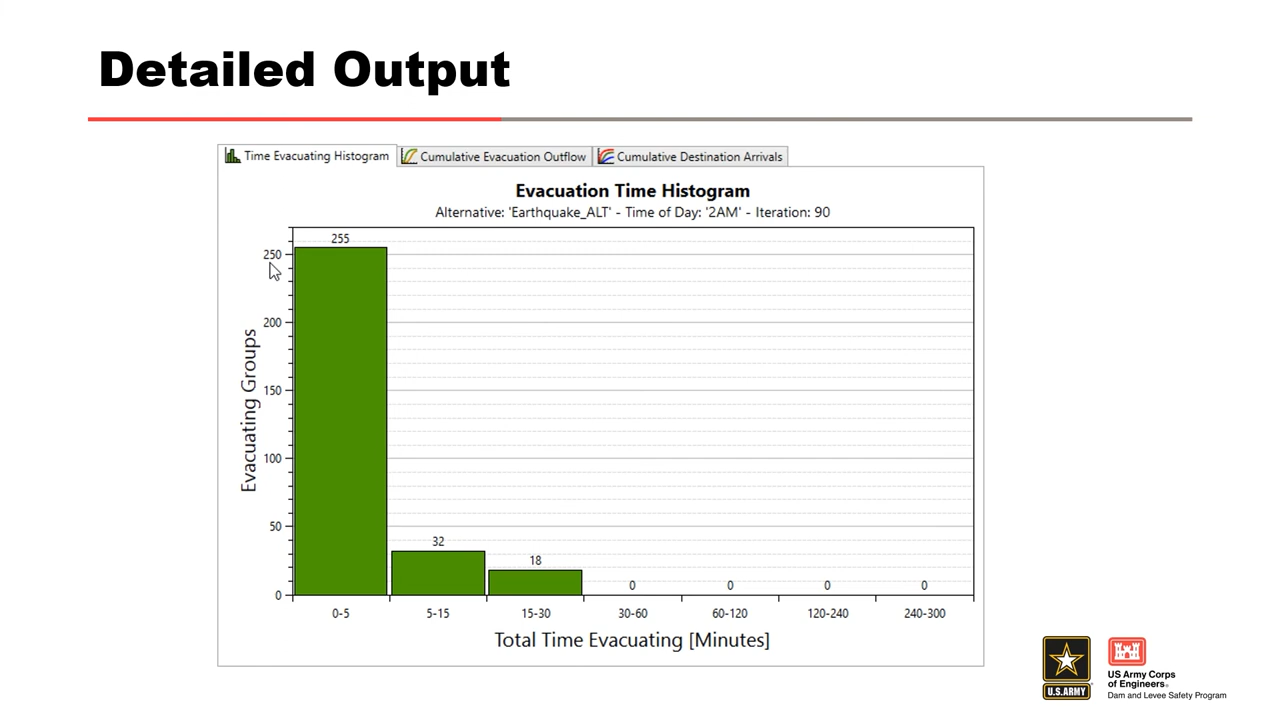 Detailed Output
Time Evacuating Histogram
Cumulative Evacuation Outflow
Cumulative Destination Arrivals
Evacuation Time Histogram
Alternative: 'Earthquake_ALT' - Time of Day: '2AM' - Iteration: 90
Evacuating Groups
250
200
150
100
50
0
255
32
18
0
0
0
0
0-5
5-15
15-30
30-60
60-120
120-240
240-300
Total Time Evacuating [Minutes]
U.S.ARMY
US Army Corps
of Engineers®
Dam and Levee Safety Program